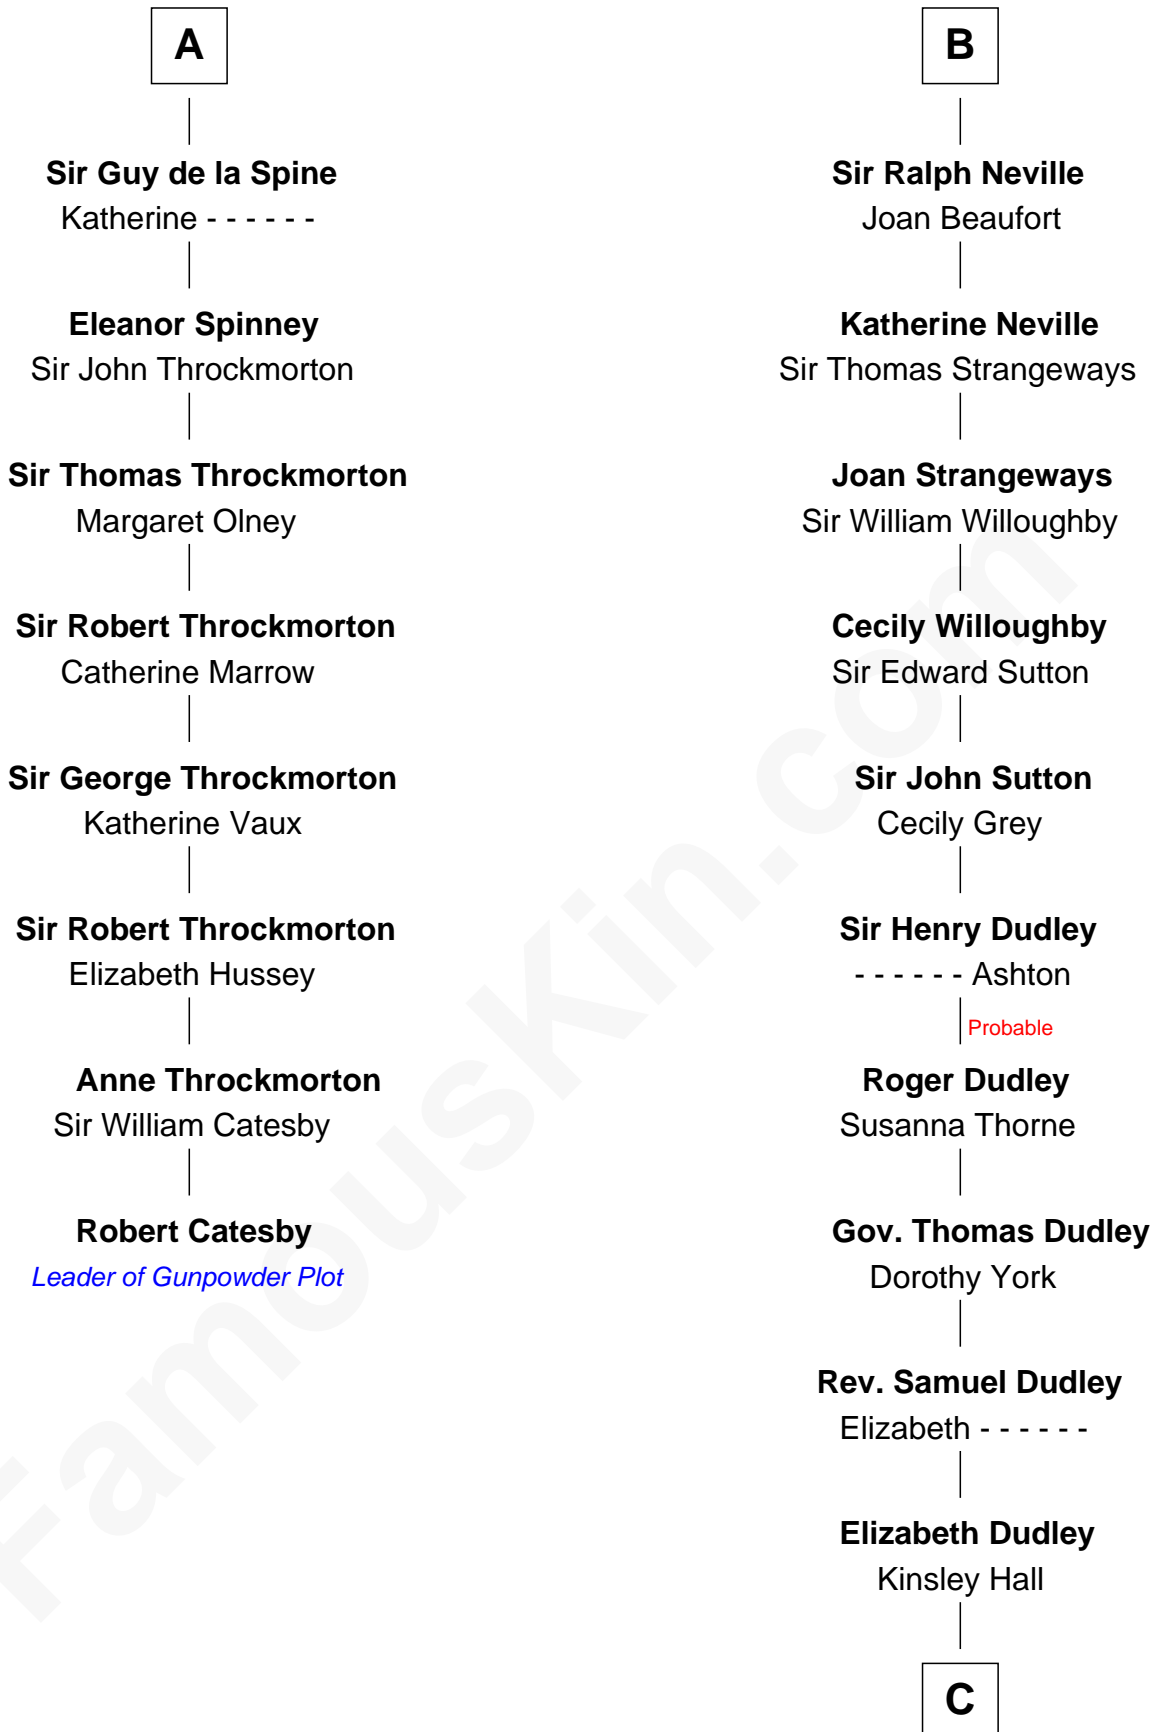 A
Sir Guy de la Spine
Katherine - - - - - -
Eleanor Spinney
Sir John Throckmorton
Sir Thomas Throckmorton
Margaret Olney
Sir Robert Throckmorton
Catherine Marrow
Sir George Throckmorton
Katherine Vaux
Sir Robert Throckmorton
Elizabeth Hussey
Anne Throckmorton
Sir William Catesby
Robert Catesby
Leader of Gunpowder Plot
B
Sir Ralph Neville
Joan Beaufort
Katherine Neville
Sir Thomas Strangeways
Joan Strangeways
Sir William Willoughby
Cecily Willoughby
Sir Edward Sutton
Sir John Sutton
Cecily Grey
Sir Henry Dudley
- - - - - - Ashton
Probable
Roger Dudley
Susanna Thorne
Gov. Thomas Dudley
Dorothy York
Rev. Samuel Dudley
Elizabeth - - - - - -
Elizabeth Dudley
Kinsley Hall
C
FamousKin.com